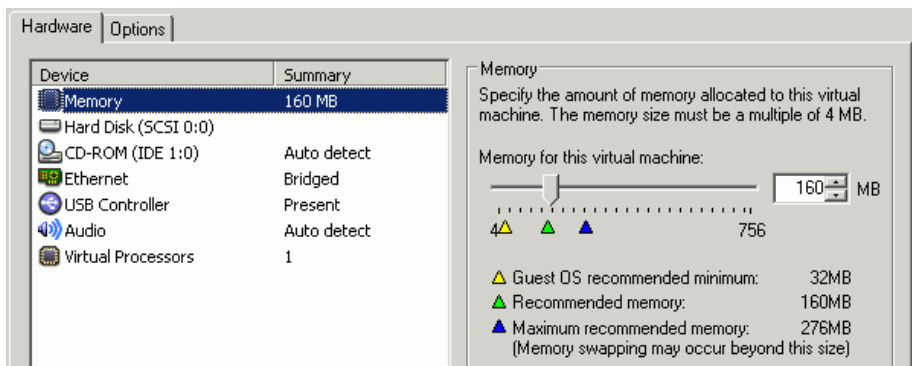 Hardware
Options
Device Summary
Memory 160 MB
Hard Disk (SCSI 0:0)
CD-ROM (IDE 1:0) Auto detect
Ethernet Bridged
USB Controller Present
Audio Auto detect
Virtual Processors 1
Memory
Specify the amount of memory allocated to this virtual
machine. The memory size must be a multiple of 4 MB.
Memory for this virtual machine:
160 MB
4 756
Guest OS recommended minimum: 32MB
Recommended memory: 160MB
Maximum recommended memory: 276MB
(Memory swapping may occur beyond this size)